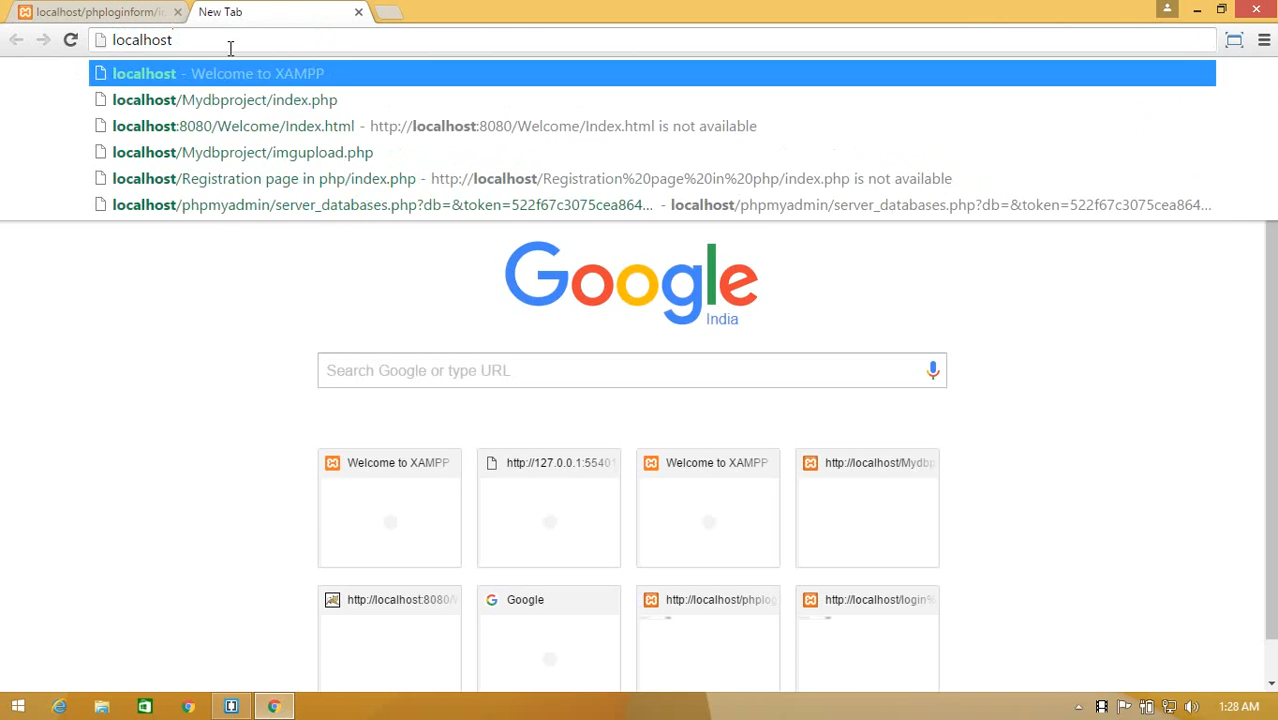 localhost/phploginform/i
New Tab
localhost
localhost - Welcome to XAMPP
localhost/Mydbproject/index.php
localhost:8080/Welcome/Index.html - http://localhost:8080/Welcome/Index.html is not available
localhost/Mydbproject/imgupload.php
localhost/Registration page in php/index.php - http://localhost/Registration%20page%20in%20php/index.php is not available
localhost/phpmyadmin/server_databases.php?db=&token=522f67c3075cea864... - localhost/phpmyadmin/server_databases.php?db=&token=522f67c3075cea864...
Google
India
Search Google or type URL
Welcome to XAMPP
http://127.0.0.1:55401
Welcome to XAMPP
http://localhost/Mydbp
http://localhost:8080/
Google
http://localhost/phplog
http://localhost/login%
1:28 AM